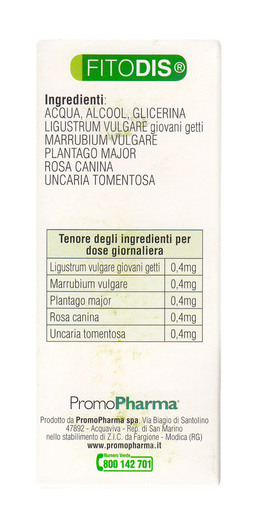 FITODIS®
Ingredienti:
ACQUA, ALCOOL, GLICERINA
LIGUSTRUM VULGARE giovani getti
MARRUBIUM VULGARE
PLANTAGO MAJOR
ROSA CANINA
UNCARIA TOMENTOSA
Tenore degli ingredienti per
dose giornaliera
Ligustrum vulgare giovani getti 0,4mg
Marrubium vulgare 0,4mg
Plantago major 0,4mg
Rosa canina 0,4mg
Uncaria tomentosa 0,4mg
PromoPharma®
Prodotto da PromoPharma spa Via Biagio di Santolino
47892 - Acquaviva - Rep. di San Marino
nello stabilimento di Z.I.C. da Fargione - Modica (RG)
www.promopharma.it
Numero Verde
800 142 701